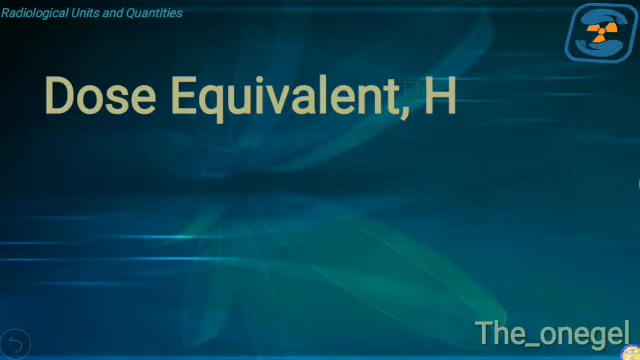 Radiological Units and Quantities
Dose Equivalent, H
The_onegel